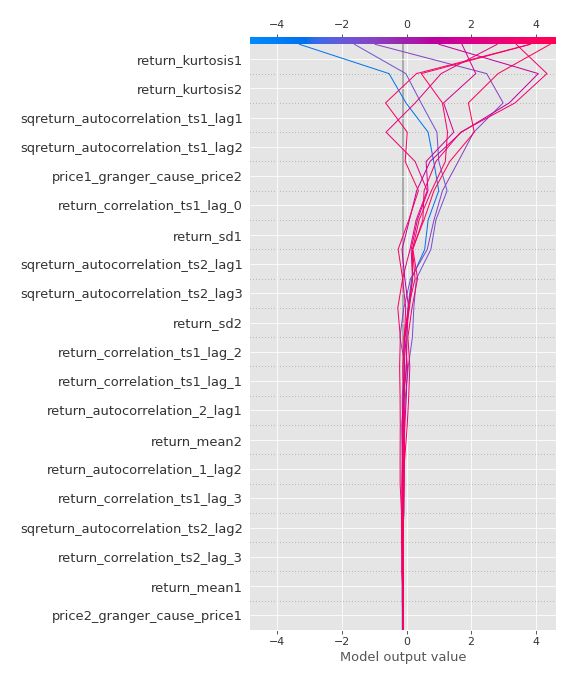 −4 −2 0 2 4
return_kurtosis1
return_kurtosis2
sqreturn_autocorrelation_ts1_lag1
sqreturn_autocorrelation_ts1_lag2
price1_granger_cause_price2
return_correlation_ts1_lag_0
return_sd1
sqreturn_autocorrelation_ts2_lag1
sqreturn_autocorrelation_ts2_lag3
return_sd2
return_correlation_ts1_lag_2
return_correlation_ts1_lag_1
return_autocorrelation_2_lag1
return_mean2
return_autocorrelation_1_lag2
return_correlation_ts1_lag_3
sqreturn_autocorrelation_ts2_lag2
return_correlation_ts2_lag_3
return_mean1
price2_granger_cause_price1
−4 −2 0 2 4
Model output value